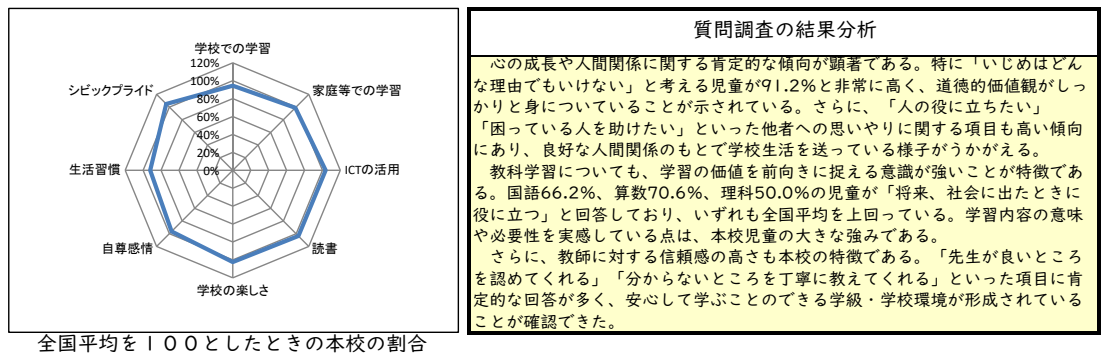 学校での学習
120%
100%
80%
60%
40%
20%
0%
家庭等での学習
ICTの活用
読書
学校の楽しさ
自尊感情
生活習慣
シビックプライド
全国平均を100としたときの本校の割合
質問調査の結果分析
心の成長や人間関係に関する肯定的な傾向が顕著である。特に「いじめはどん
な理由でもいけない」と考える児童が91.2%と非常に高く、道徳的価値観がしっ
かりと身についていることが示されている。さらに、「人の役に立ちたい」
「困っている人を助けたい」といった他者への思いやりに関する項目も高い傾向
にあり、良好な人間関係のもとで学校生活を送っている様子がうかがえる。
教科学習についても、学習の価値を前向きに捉える意識が強いことが特徴であ
る。国語66.2%、算数70.6%、理科50.0%の児童が「将来、社会に出たときに
役に立つ」と回答しており、いずれも全国平均を上回っている。学習内容の意味
や必要性を実感している点は、本校児童の大きな強みである。
さらに、教師に対する信頼感の高さも本校の特徴である。「先生が良いところ
を認めてくれる」「分からないところを丁寧に教えてくれる」といった項目に肯
定的な回答が多く、安心して学ぶことのできる学級・学校環境が形成されている
ことが確認できた。